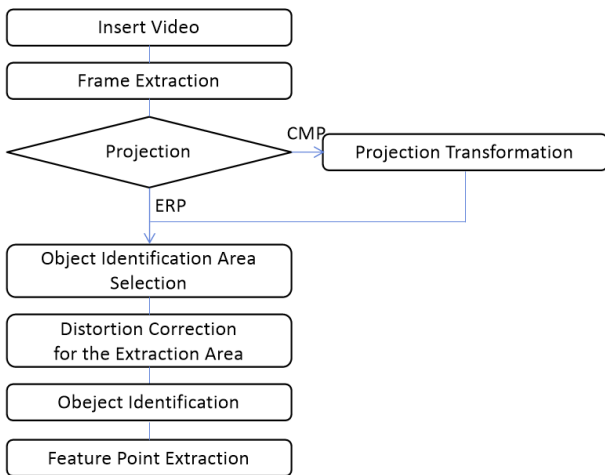 Insert Video
Frame Extraction
CMP
Projection
Projection Transformation
ERP
Object Identification Area
Selection
Distortion Correction
for the Extraction Area
Obeject Identification
Feature Point Extraction